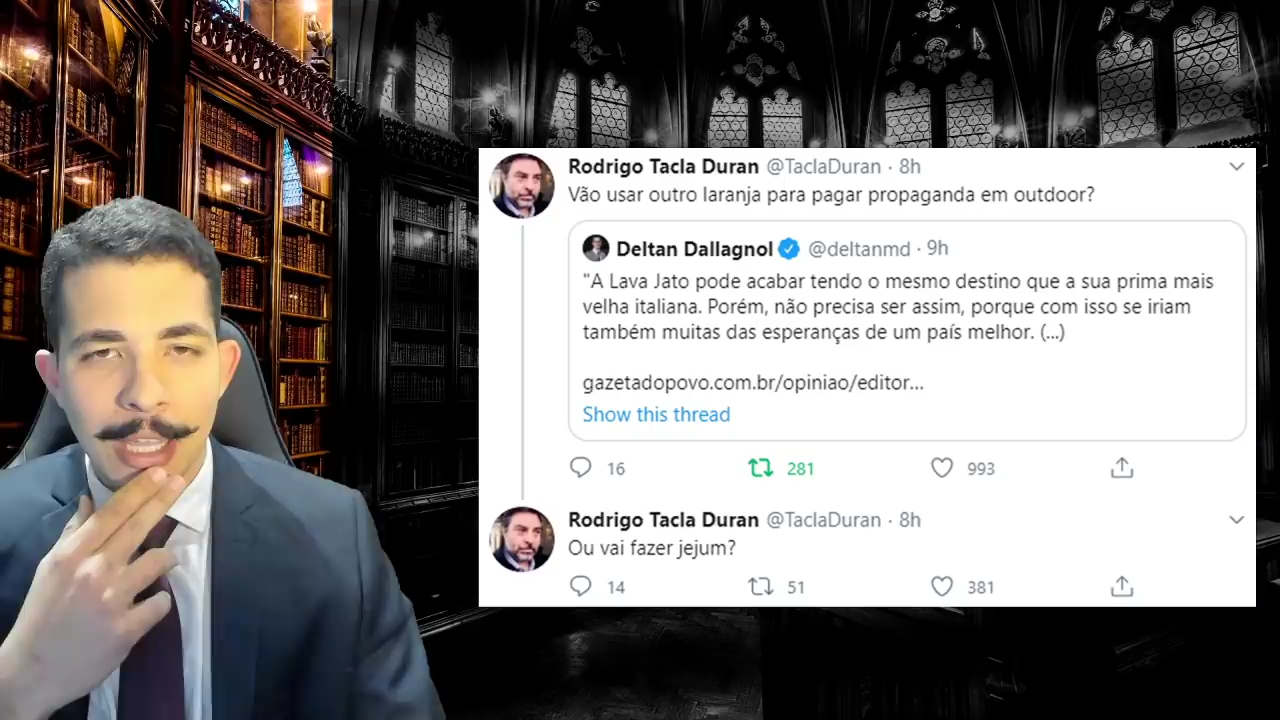 Rodrigo Tacla Duran @TaclaDuran · 8h
Vão usar outro laranja para pagar propaganda em outdoor?
Deltan Dallagnol @deltanmd · 9h
"A Lava Jato pode acabar tendo o mesmo destino que a sua prima mais
velha italiana. Porém, não precisa ser assim, porque com isso se iriam
também muitas das esperanças de um país melhor. (...)
gazetadopovo.com.br/opiniao/editor...
Show this thread
16 281 993
Rodrigo Tacla Duran @TaclaDuran · 8h
Ou vai fazer jejum?
14 51 381